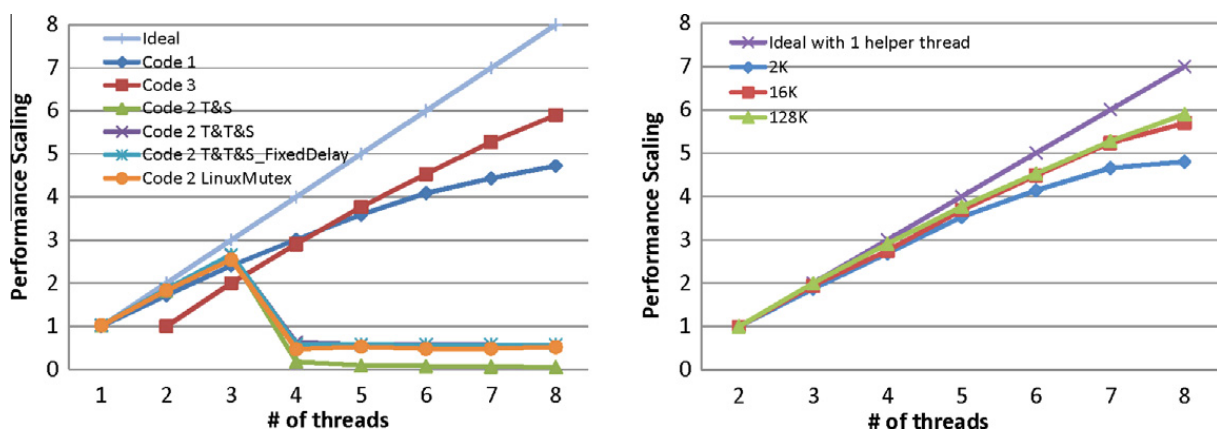 Performance Scaling
8
7
6
5
4
3
2
1
0
Ideal
Code 1
Code 3
Code 2 T&S
Code 2 T&T&S
Code 2 T&T&S_FixedDelay
Code 2 LinuxMutex
1 2 3 4 5 6 7 8
# of threads
Performance Scaling
8
7
6
5
4
3
2
1
0
Ideal with 1 helper thread
2K
16K
128K
2 3 4 5 6 7 8
# of threads